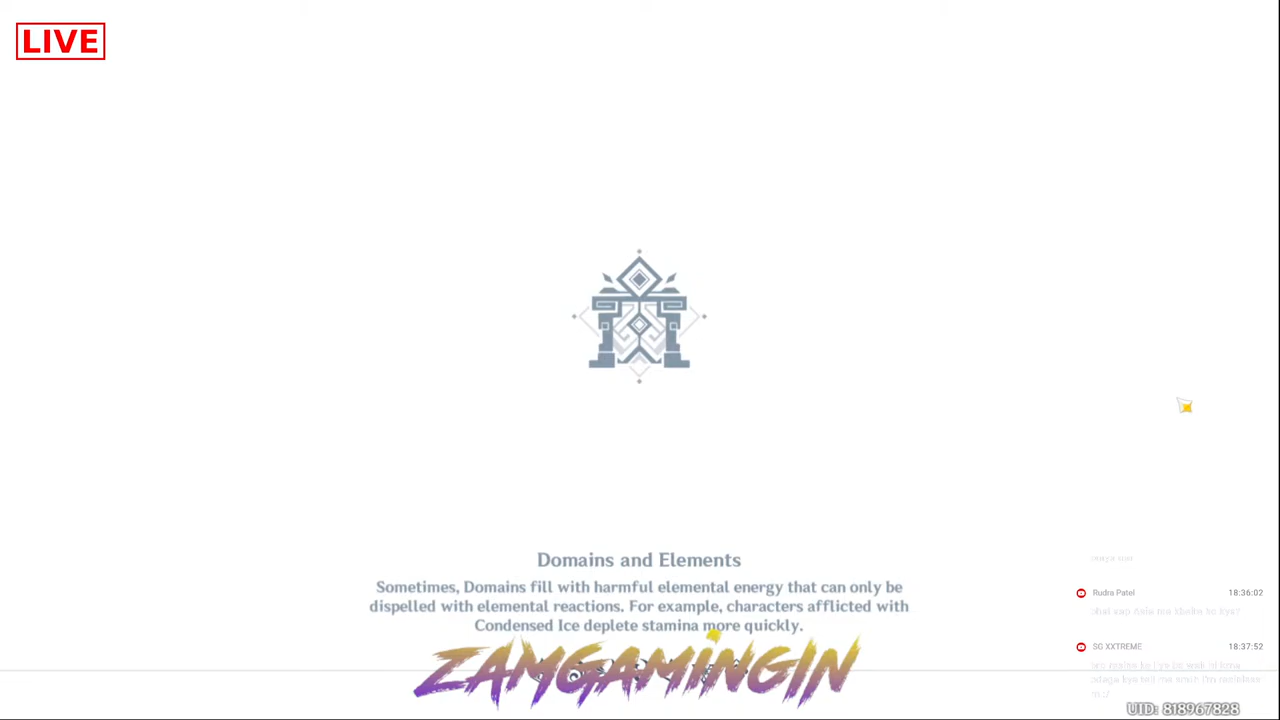 LIVE
Domains and Elements
Sometimes, Domains fill with harmful elemental energy that can only be
dispelled with elemental reactions. For example, characters afflicted with
Condensed Ice deplete stamina more quickly.
ZAMGAMINGIN
Rudra Patel 18:36:02
SG XXTREME 18:37:52
UID: 818967828